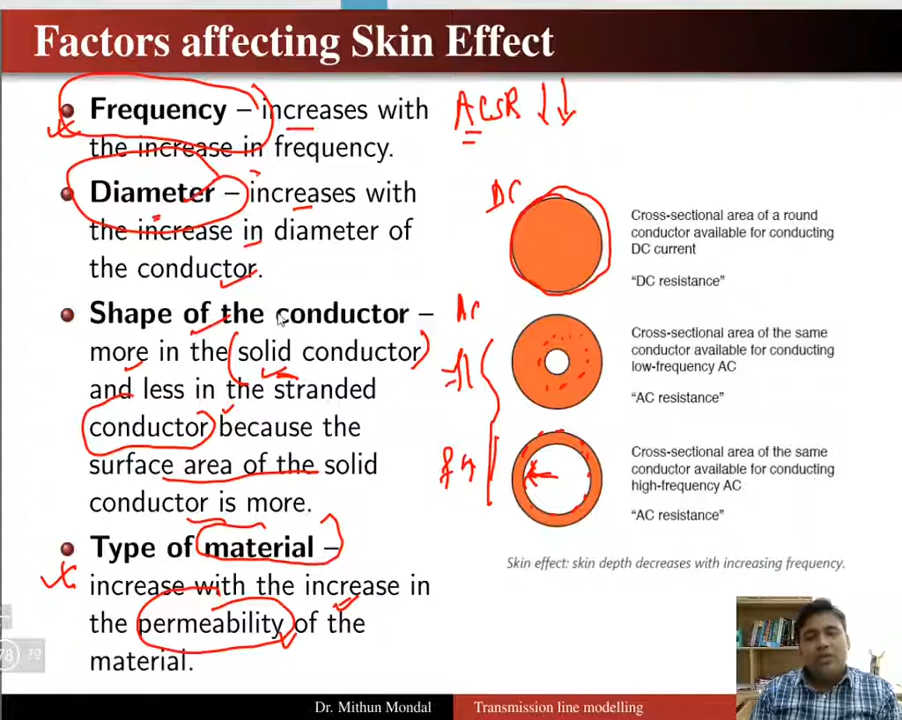 Factors affecting Skin Effect
Frequency – increases with
the increase in frequency.
Diameter – increases with
the increase in diameter of
the conductor.
Shape of the conductor –
more in the (solid conductor)
and less in the stranded
conductor because the
surface area of the solid
conductor is more.
Type of material –
increase with the increase in
the permeability of the
material.
ACSR ↓↓
DC
Cross-sectional area of a round
conductor available for conducting
DC current
"DC resistance"
AC
Cross-sectional area of the same
conductor available for conducting
low-frequency AC
"AC resistance"
Cross-sectional area of the same
conductor available for conducting
high-frequency AC
"AC resistance"
Skin effect: skin depth decreases with increasing frequency.
Dr. Mithun Mondal
Transmission line modelling